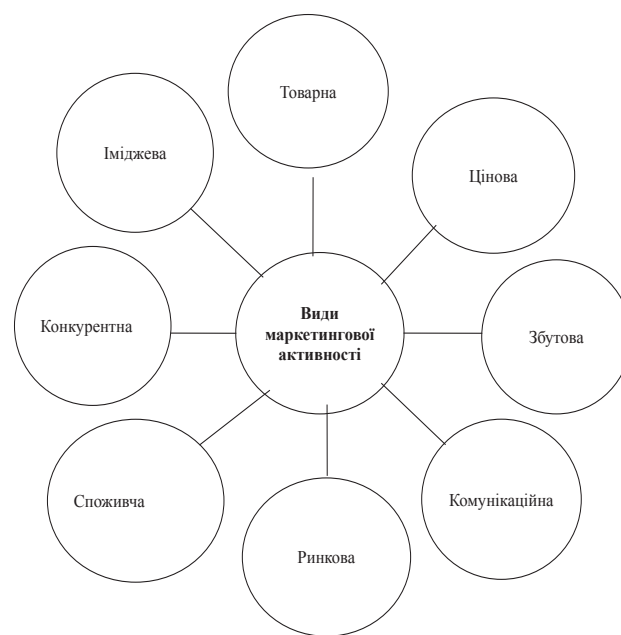 Товарна
Іміджева
Цінова
Конкурентна
Види
маркетингової
активності
Збутова
Споживча
Комунікаційна
Ринкова